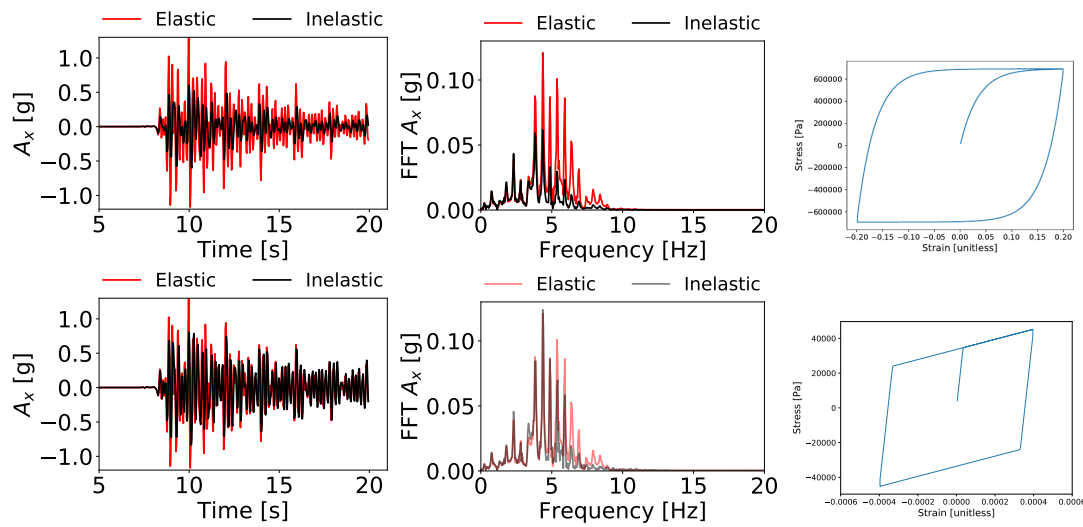 Elastic Inelastic
1.0
0.5
0.0
−0.5
−1.0
A_x [g]
5 10 15 20
Time [s]
Elastic Inelastic
0.10
0.05
0.00
FFT A_x [g]
0 5 10 15 20
Frequency [Hz]
600000
400000
200000
0
−200000
−400000
−600000
Stress [Pa]
−0.20 −0.15 −0.10 −0.05 0.00 0.05 0.10 0.15 0.20
Strain [unitless]
Elastic Inelastic
1.0
0.5
0.0
−0.5
−1.0
A_x [g]
5 10 15 20
Time [s]
Elastic Inelastic
0.10
0.05
0.00
FFT A_x [g]
0 5 10 15 20
Frequency [Hz]
40000
20000
0
−20000
−40000
Stress [Pa]
−0.0006 −0.0004 −0.0002 0.0000 0.0002 0.0004 0.0006
Strain [unitless]